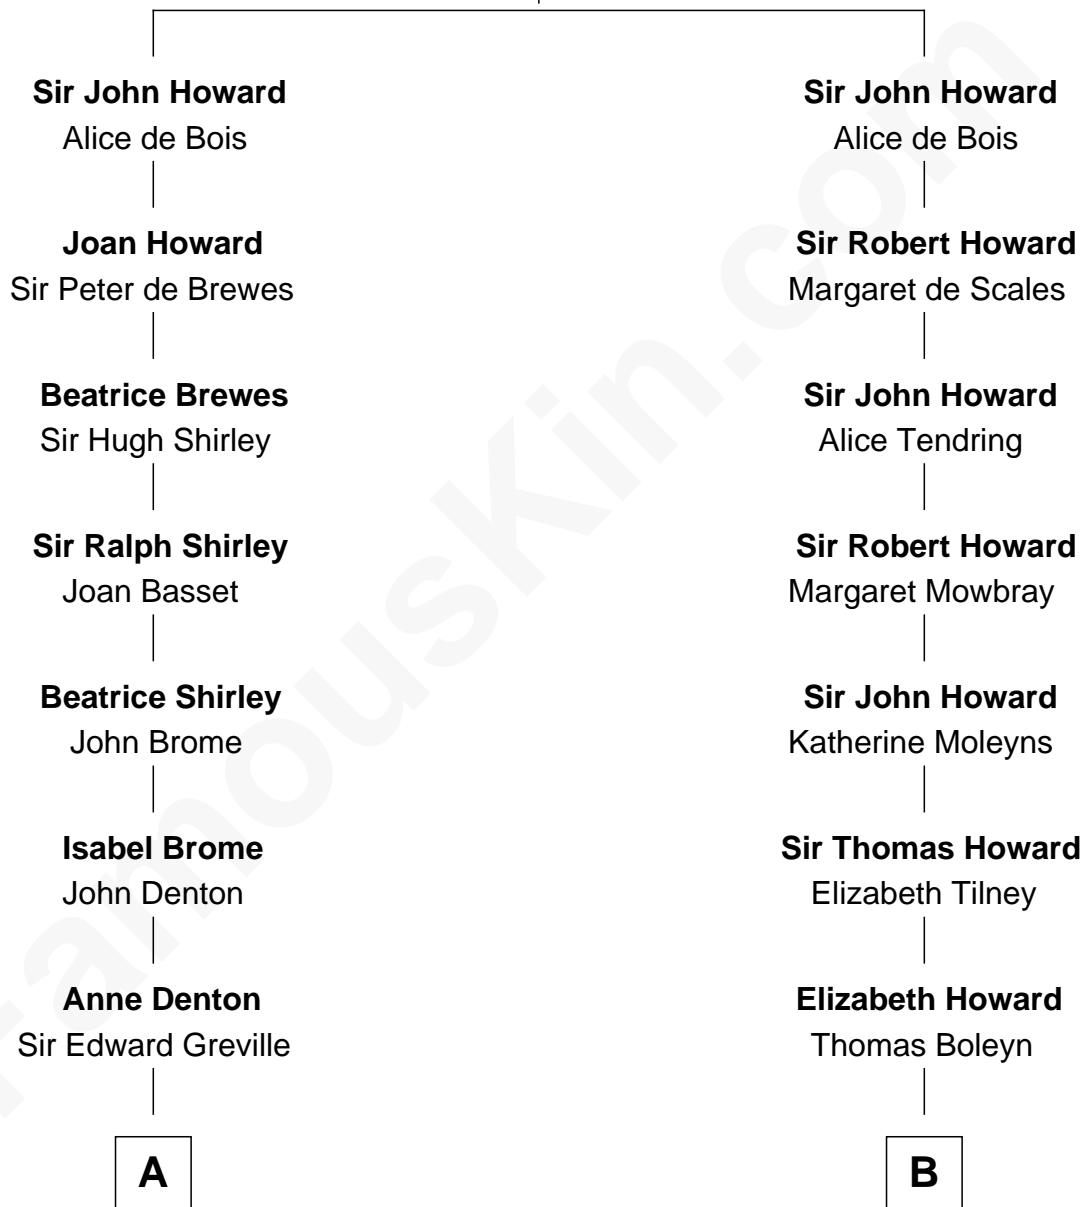 Sir John Howard
Alice de Bois
Joan Howard
Sir Peter de Brewes
Beatrice Brewes
Sir Hugh Shirley
Sir Ralph Shirley
Joan Basset
Beatrice Shirley
John Brome
Isabel Brome
John Denton
Anne Denton
Sir Edward Greville
A
Sir John Howard
Alice de Bois
Sir Robert Howard
Margaret de Scales
Sir John Howard
Alice Tendring
Sir Robert Howard
Margaret Mowbray
Sir John Howard
Katherine Moleyns
Sir Thomas Howard
Elizabeth Tilney
Elizabeth Howard
Thomas Boleyn
B
FamousKin.com